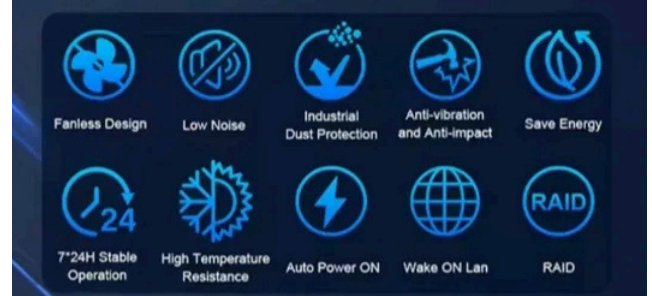 Fanless Design
Low Noise
Industrial
Dust Protection
Anti-vibration
and Anti-impact
Save Energy
24
7*24H Stable
Operation
High Temperature
Resistance
Auto Power ON
Wake ON Lan
RAID
RAID